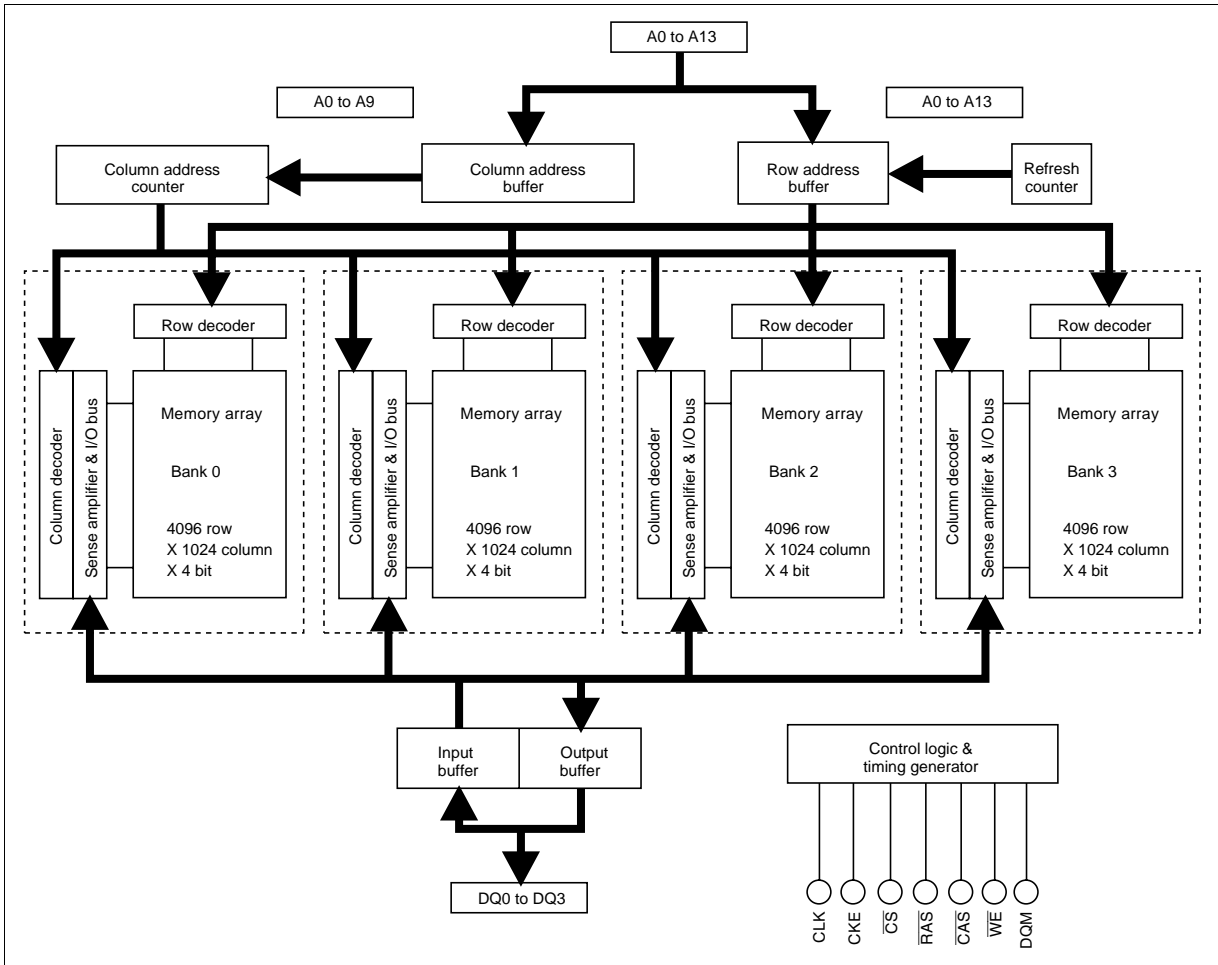 A0 to A13
A0 to A9
A0 to A13
Column address
counter
Column address
buffer
Row address
buffer
Refresh
counter
Row decoder
Row decoder
Row decoder
Row decoder
Column decoder
Sense amplifier & I/O bus
Memory array
Bank 0
4096 row
X 1024 column
X 4 bit
Column decoder
Sense amplifier & I/O bus
Memory array
Bank 1
4096 row
X 1024 column
X 4 bit
Column decoder
Sense amplifier & I/O bus
Memory array
Bank 2
4096 row
X 1024 column
X 4 bit
Column decoder
Sense amplifier & I/O bus
Memory array
Bank 3
4096 row
X 1024 column
X 4 bit
Input
buffer
Output
buffer
Control logic &
timing generator
DQ0 to DQ3
CLK
CKE
C̅S̅
R̅A̅S̅
C̅A̅S̅
W̅E̅
DQM